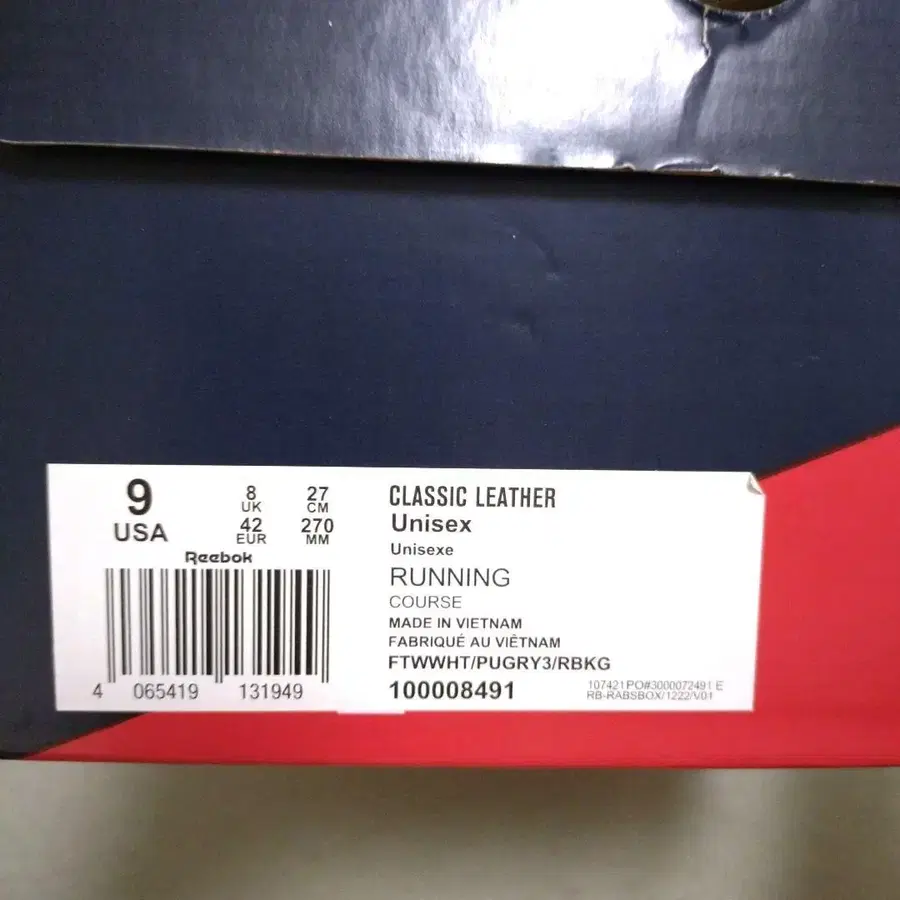 9
USA
8
UK
27
CM
42
EUR
270
MM
Reebok
4 065419 131949
CLASSIC LEATHER
Unisex
Unisexe
RUNNING
COURSE
MADE IN VIETNAM
FABRIQUÉ AU VIÊTNAM
FTWWHT/PUGRY3/RBKG
100008491
107421PO#3000072491 E
RB-RABSBOX/1222/V01